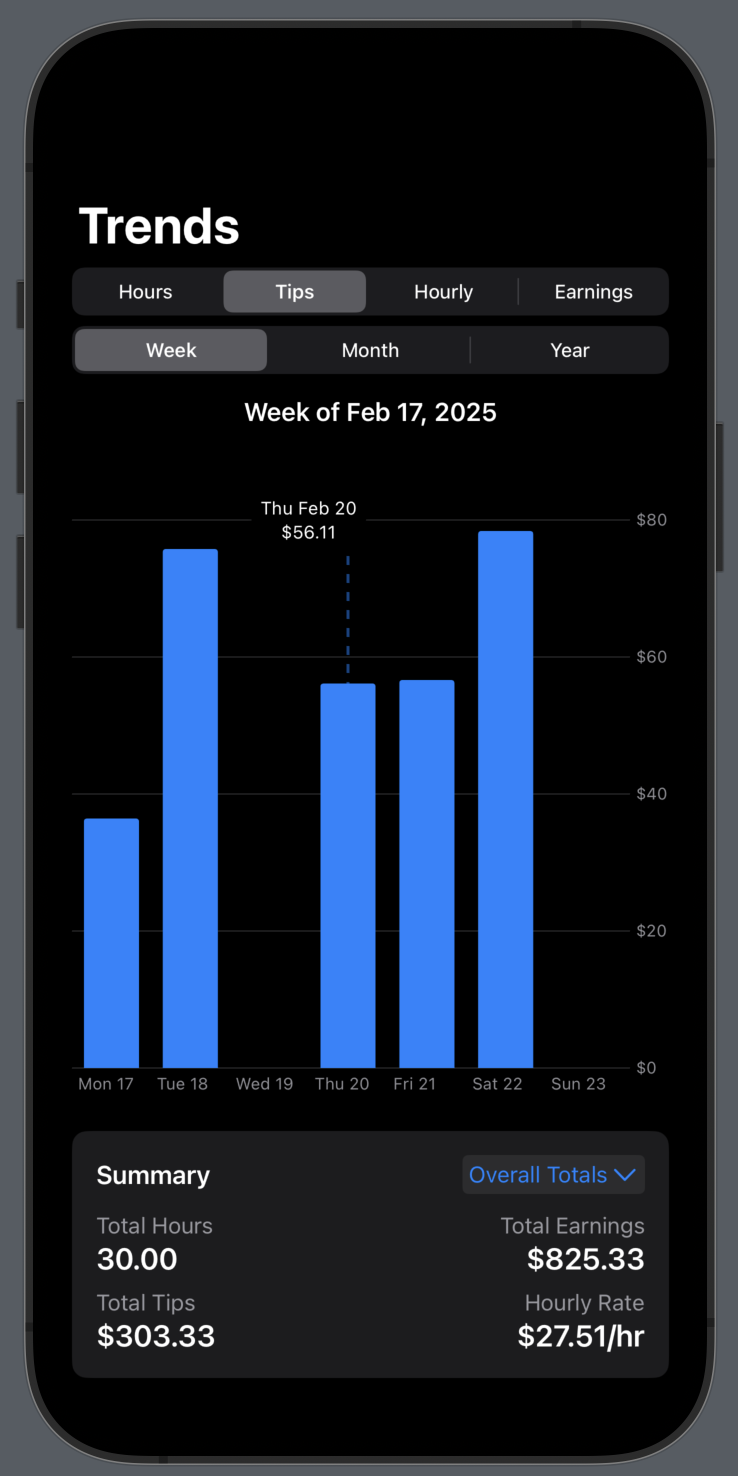 Trends
Hours Tips Hourly Earnings
Week Month Year
Week of Feb 17, 2025
Thu Feb 20
$56.11
$80
$60
$40
$20
$0
Mon 17 Tue 18 Wed 19 Thu 20 Fri 21 Sat 22 Sun 23
Summary Overall Totals
Total Hours Total Earnings
30.00 $825.33
Total Tips Hourly Rate
$303.33 $27.51/hr